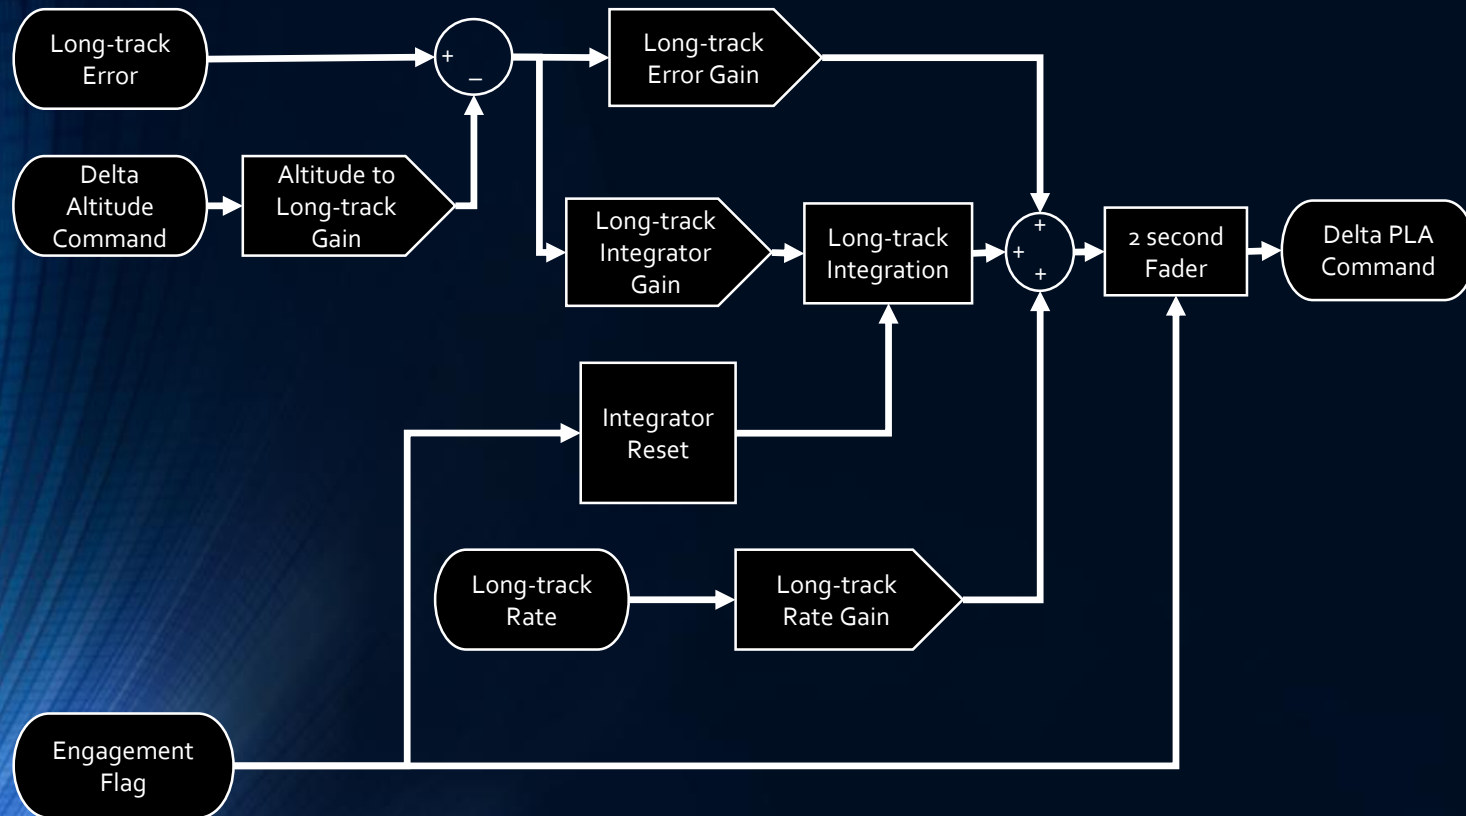 Long-track
Error
+
–
Long-track
Error Gain
Delta
Altitude
Command
Altitude to
Long-track
Gain
Long-track
Integrator
Gain
Long-track
Integration
+
+
+
2 second
Fader
Delta PLA
Command
Integrator
Reset
Long-track
Rate
Long-track
Rate Gain
Engagement
Flag